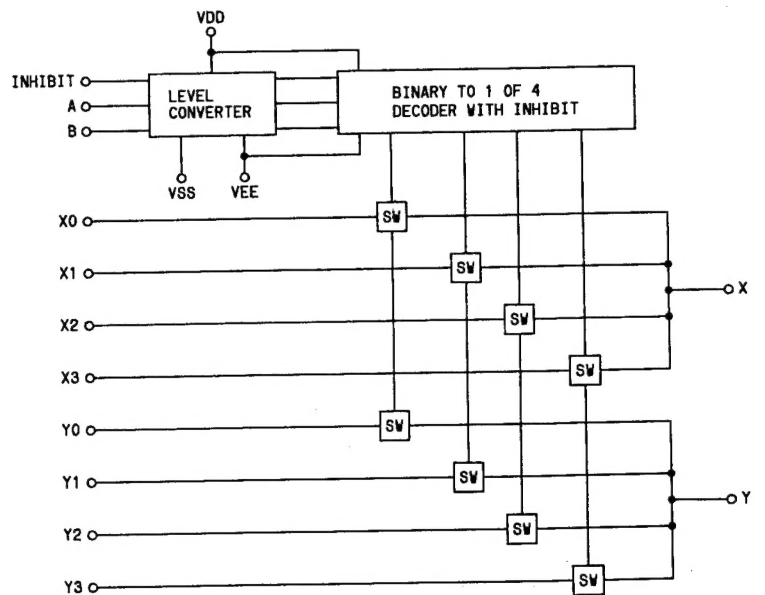 VDD
INHIBIT
A
B
LEVEL
CONVERTER
BINARY TO 1 OF 4
DECODER WITH INHIBIT
VSS
VEE
X0
SW
X1
SW
X
X2
SW
X3
SW
Y0
SW
Y1
SW
Y
Y2
SW
Y3
SW